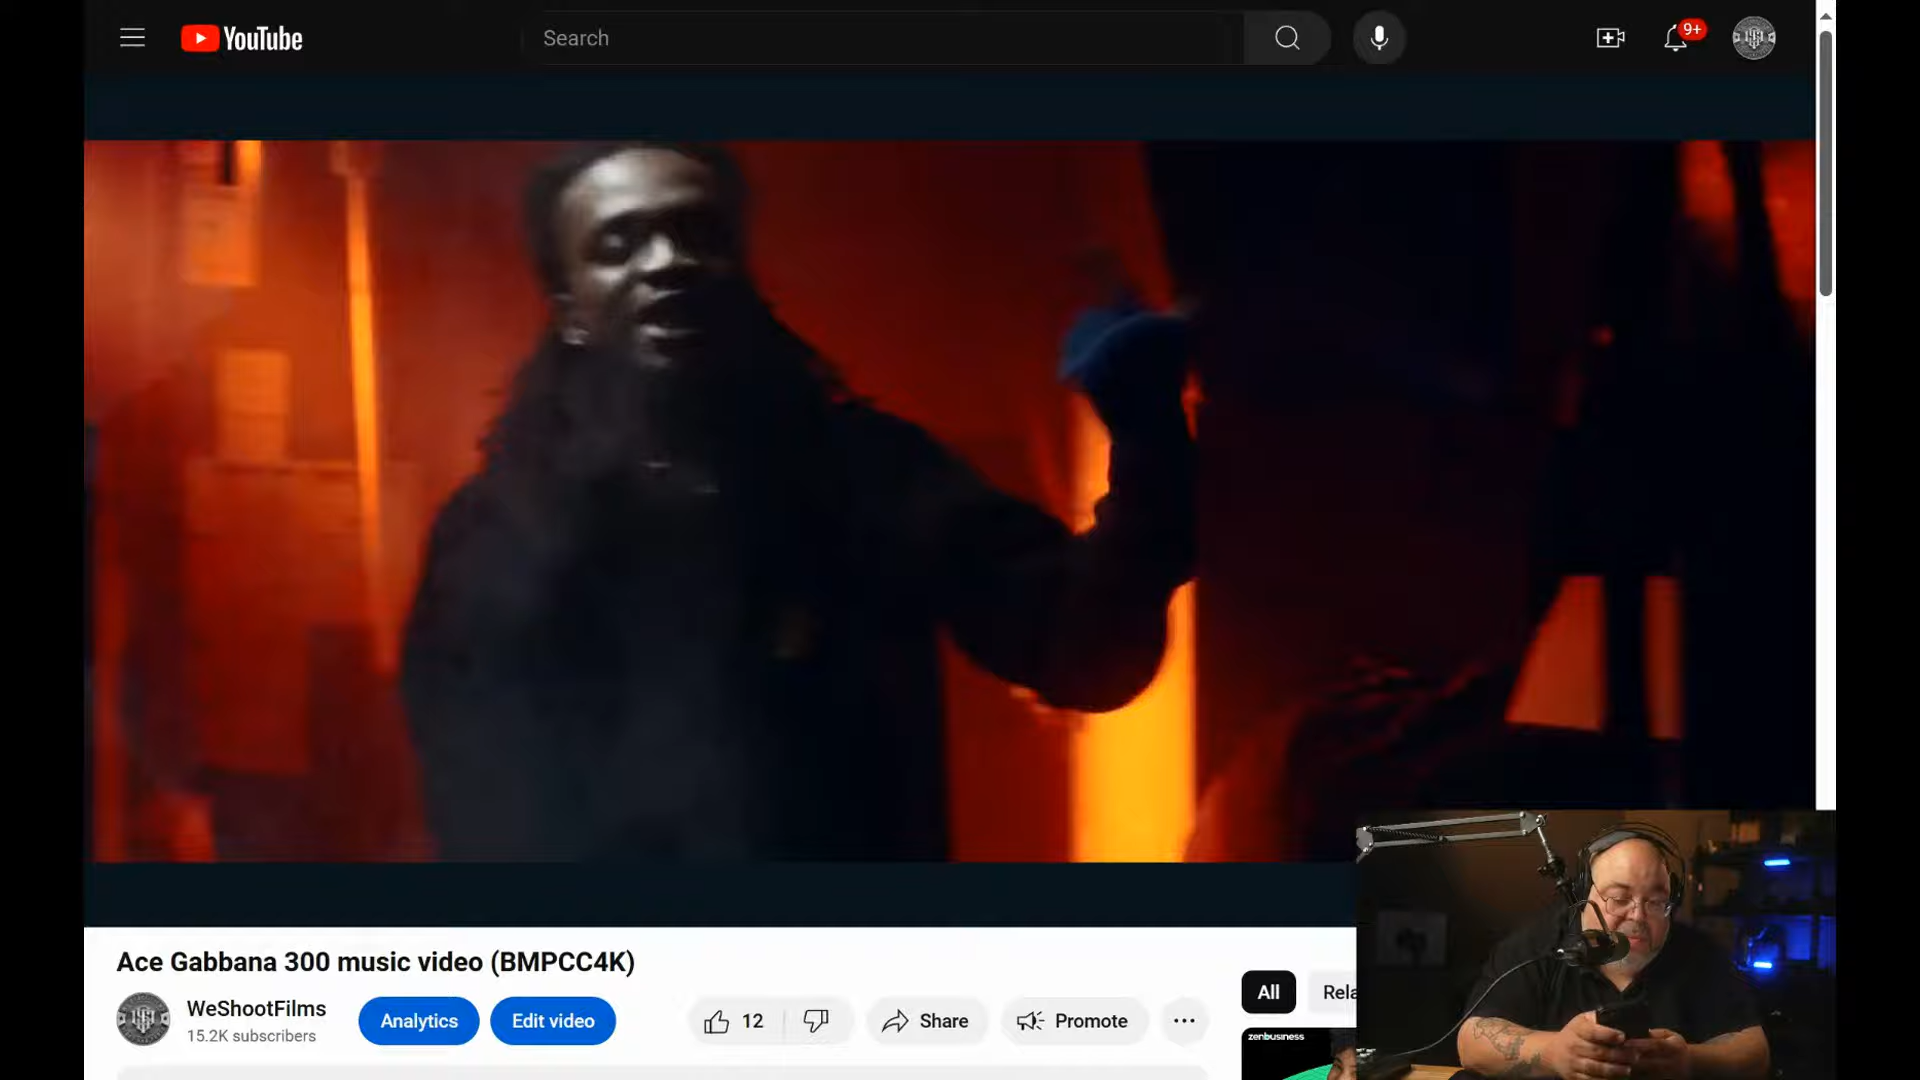 YouTube
Search
9+
Ace Gabbana 300 music video (BMPCC4K)
WeShootFilms
15.2K subscribers
Analytics
Edit video
12
Share
Promote
All
Rela
zenbusiness